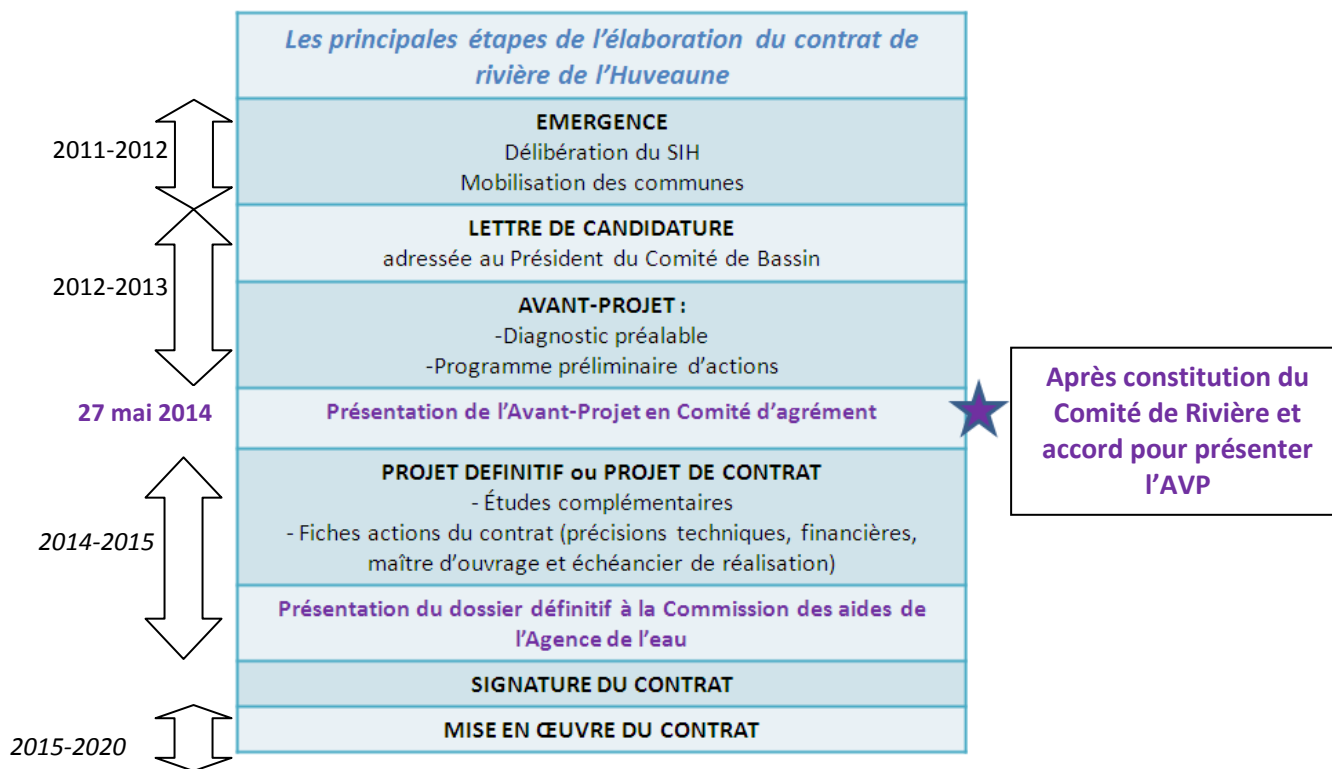 Les principales étapes de l'élaboration du contrat de
rivière de l'Huveaune
2011-2012
EMERGENCE
Délibération du SIH
Mobilisation des communes
2012-2013
LETTRE DE CANDIDATURE
adressée au Président du Comité de Bassin
AVANT-PROJET :
-Diagnostic préalable
-Programme préliminaire d'actions
27 mai 2014
Présentation de l'Avant-Projet en Comité d'agrément
Après constitution du
Comité de Rivière et
accord pour présenter
l'AVP
2014-2015
PROJET DEFINITIF ou PROJET DE CONTRAT
- Études complémentaires
- Fiches actions du contrat (précisions techniques, financières,
maître d'ouvrage et échéancier de réalisation)
Présentation du dossier définitif à la Commission des aides de
l'Agence de l'eau
SIGNATURE DU CONTRAT
2015-2020
MISE EN ŒUVRE DU CONTRAT